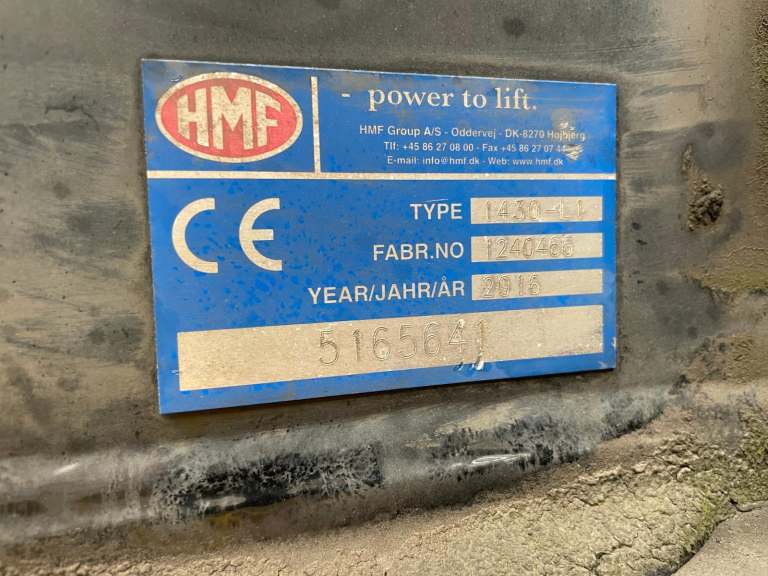 HMF
- power to lift.
HMF Group A/S - Oddervej - DK-8270 Højbjerg
Tlf: +45 86 27 08 00 - Fax +45 86 27 07 44
E-mail: info@hmf.dk - Web: www.hmf.dk
CE
TYPE 1430-L1
FABR.NO 1240466
YEAR/JAHR/ÅR 2016
5165641